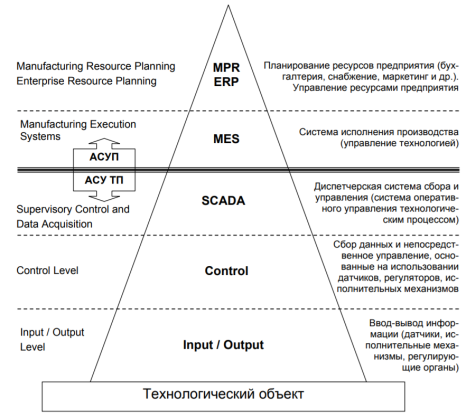 Manufacturing Resource Planning
Enterprise Resource Planning
MPR
ERP
Планирование ресурсов предприятия (бух-
галтерия, снабжение, маркетинг и др.).
Управление ресурсами предприятия
Manufacturing Execution
Systems
MES
Система исполнения производства
(управление технологией)
АСУП
АСУ ТП
Supervisory Control and
Data Acquisition
SCADA
Диспетчерская система сбора и
управления (система оператив-
ного управления технологиче-
ским процессом)
Control Level
Control
Сбор данных и непосредст-
венное управление, осно-
ванные на использовании
датчиков, регуляторов, ис-
полнительных механизмов
Input / Output
Level
Input / Output
Ввод-вывод инфор-
мации (датчики, ис-
полнительные меха-
низмы, регулирую-
щие органы)
Технологический объект